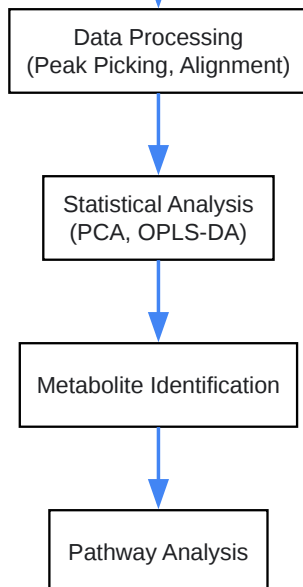 Data Processing
(Peak Picking, Alignment)
Statistical Analysis
(PCA, OPLS-DA)
Metabolite Identification
Pathway Analysis